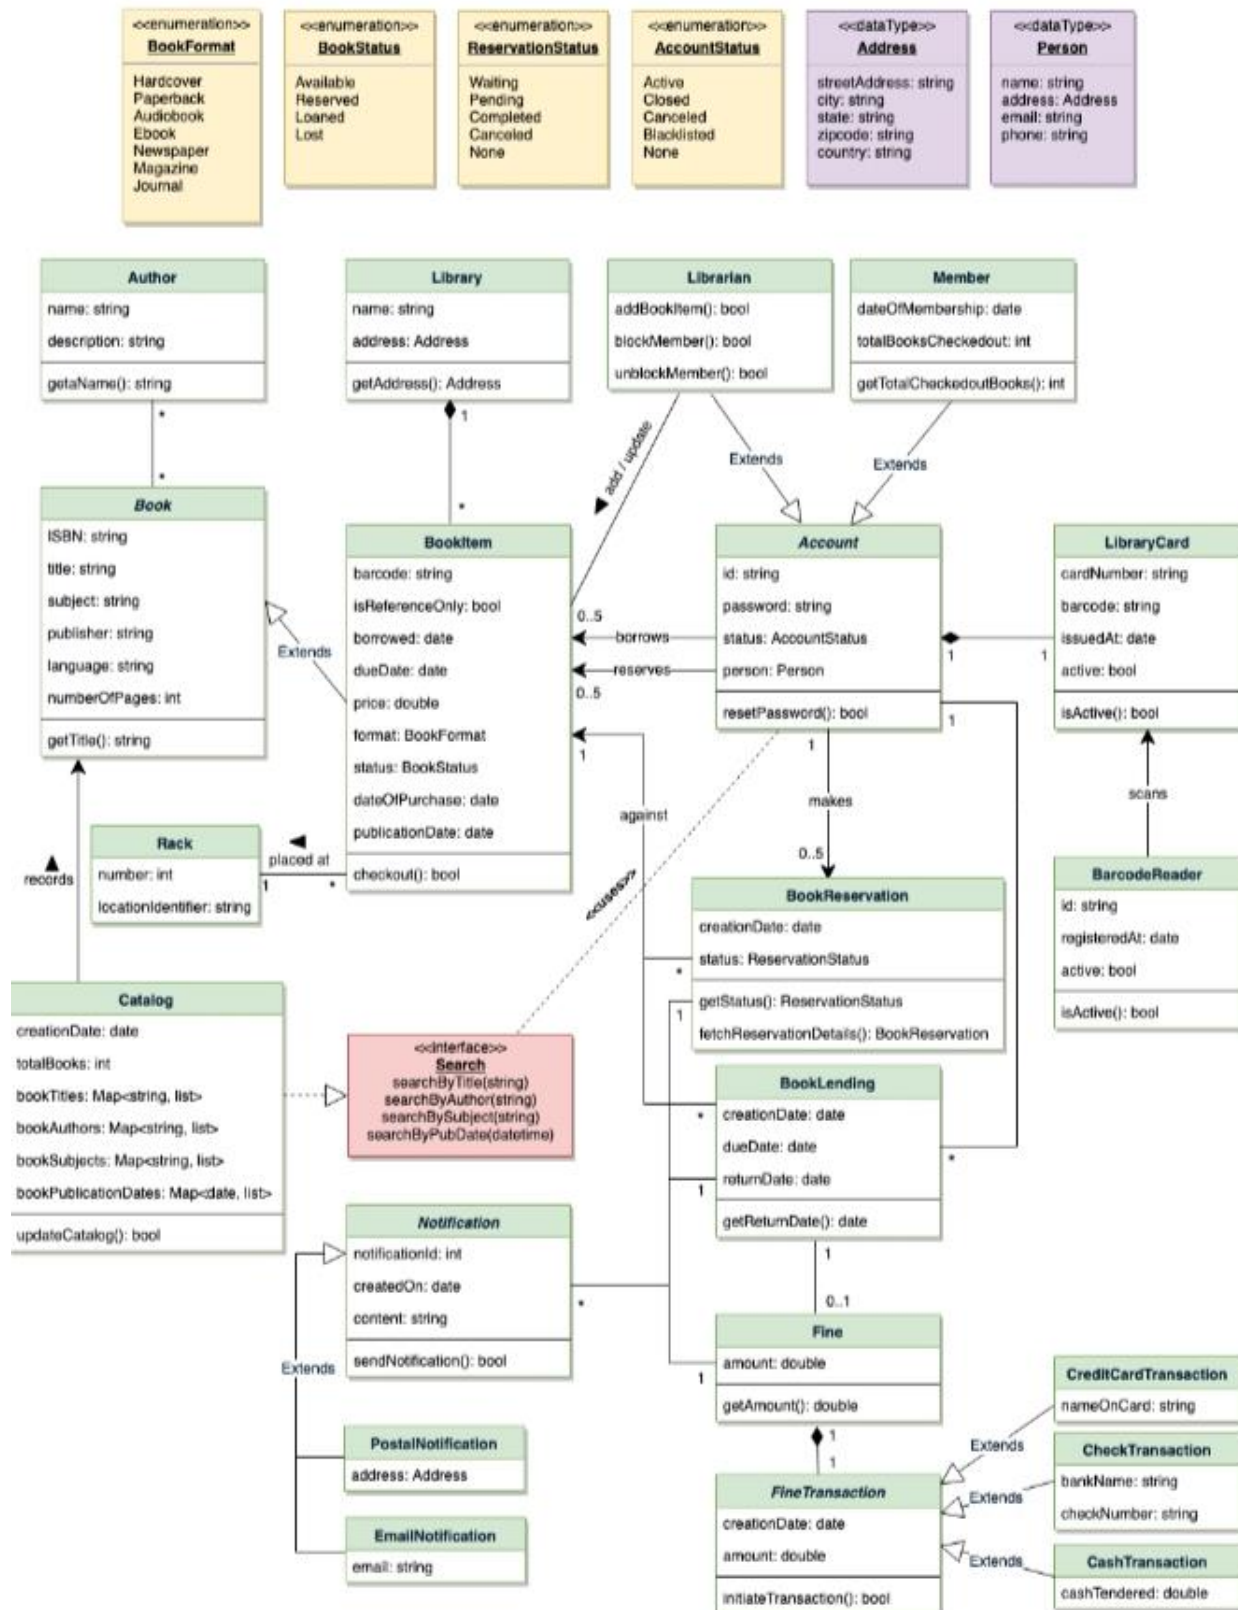 <<enumeration>>
BookFormat
Hardcover
Paperback
Audiobook
Ebook
Newspaper
Magazine
Journal
<<enumeration>>
BookStatus
Available
Reserved
Loaned
Lost
<<enumeration>>
ReservationStatus
Waiting
Pending
Completed
Canceled
None
<<enumeration>>
AccountStatus
Active
Closed
Canceled
Blacklisted
None
<<dataType>>
Address
streetAddress: string
city: string
state: string
zipcode: string
country: string
<<dataType>>
Person
name: string
address: Address
email: string
phone: string
Author
name: string
description: string
getaName(): string
*
*
Library
name: string
address: Address
getAddress(): Address
1
*
Librarian
addBookItem(): bool
blockMember(): bool
unblockMember(): bool
add / update
Extends
Member
dateOfMembership: date
totalBooksCheckedout: int
getTotalCheckedoutBooks(): int
Extends
Book
ISBN: string
title: string
subject: string
publisher: string
language: string
numberOfPages: int
getTitle(): string
Extends
BookItem
barcode: string
isReferenceOnly: bool
borrowed: date
dueDate: date
price: double
format: BookFormat
status: BookStatus
dateOfPurchase: date
publicationDate: date
checkout(): bool
0..5
borrows
reserves
0..5
1
against
Account
id: string
password: string
status: AccountStatus
person: Person
resetPassword(): bool
1
1
1
1
makes
0..5
LibraryCard
cardNumber: string
barcode: string
issuedAt: date
active: bool
isActive(): bool
scans
BarcodeReader
id: string
registeredAt: date
active: bool
isActive(): bool
Rack
number: int
locationIdentifier: string
placed at
1
*
records
<<uses>>
BookReservation
creationDate: date
status: ReservationStatus
getStatus(): ReservationStatus
fetchReservationDetails(): BookReservation
*
1
Catalog
creationDate: date
totalBooks: int
bookTitles: Map<string, list>
bookAuthors: Map<string, list>
bookSubjects: Map<string, list>
bookPublicationDates: Map<date, list>
updateCatalog(): bool
<<interface>>
Search
searchByTitle(string)
searchByAuthor(string)
searchBySubject(string)
searchByPubDate(datetime)
BookLending
creationDate: date
dueDate: date
returnDate: date
getReturnDate(): date
*
*
1
1
0..1
Notification
notificationId: int
createdOn: date
content: string
sendNotification(): bool
*
Extends
PostalNotification
address: Address
EmailNotification
email: string
Fine
amount: double
getAmount(): double
1
1
1
FineTransaction
creationDate: date
amount: double
initiateTransaction(): bool
Extends
Extends
Extends
CreditCardTransaction
nameOnCard: string
CheckTransaction
bankName: string
checkNumber: string
CashTransaction
cashTendered: double